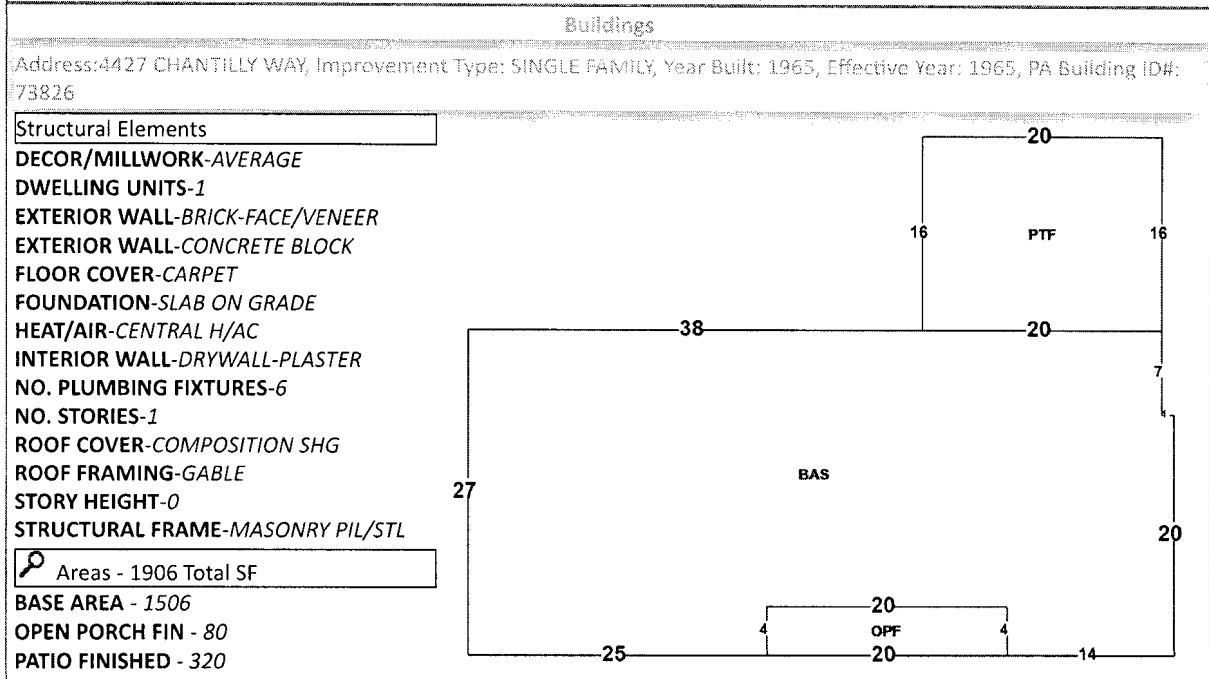 Buildings
Address:4427 CHANTILLY WAY, Improvement Type: SINGLE FAMILY, Year Built: 1965, Effective Year: 1965, PA Building ID#:
73826
Structural Elements
DECOR/MILLWORK-AVERAGE
DWELLING UNITS-1
EXTERIOR WALL-BRICK-FACE/VENEER
EXTERIOR WALL-CONCRETE BLOCK
FLOOR COVER-CARPET
FOUNDATION-SLAB ON GRADE
HEAT/AIR-CENTRAL H/AC
INTERIOR WALL-DRYWALL-PLASTER
NO. PLUMBING FIXTURES-6
NO. STORIES-1
ROOF COVER-COMPOSITION SHG
ROOF FRAMING-GABLE
STORY HEIGHT-0
STRUCTURAL FRAME-MASONRY PIL/STL
Areas - 1906 Total SF
BASE AREA - 1506
OPEN PORCH FIN - 80
PATIO FINISHED - 320
20
16 PTF 16
38 20
7
BAS
27
20
20
4 OPF 4
25 20 14